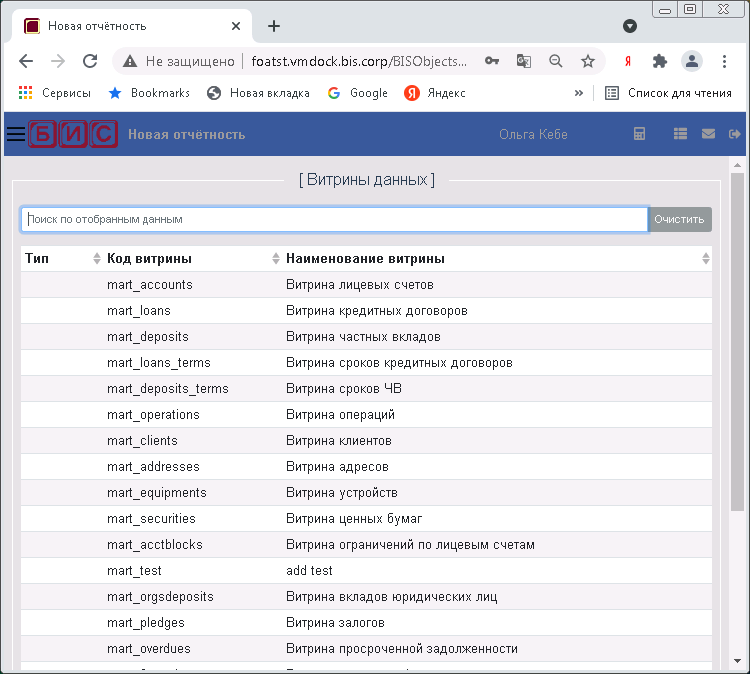 Новая отчётность
Не защищено foatst.vmdock.bis.corp/BISObjects...
Сервисы Bookmarks Новая вкладка Google Яндекс » Список для чтения
БИС Новая отчётность Ольга Кебе
[ Витрины данных ]
Поиск по отобранным данным Очистить
Тип Код витрины Наименование витрины
mart_accounts Витрина лицевых счетов
mart_loans Витрина кредитных договоров
mart_deposits Витрина частных вкладов
mart_loans_terms Витрина сроков кредитных договоров
mart_deposits_terms Витрина сроков ЧВ
mart_operations Витрина операций
mart_clients Витрина клиентов
mart_addresses Витрина адресов
mart_equipments Витрина устройств
mart_securities Витрина ценных бумаг
mart_acctblocks Витрина ограничений по лицевым счетам
mart_test add test
mart_orgsdeposits Витрина вкладов юридических лиц
mart_pledges Витрина залогов
mart_overdues Витрина просроченной задолженности